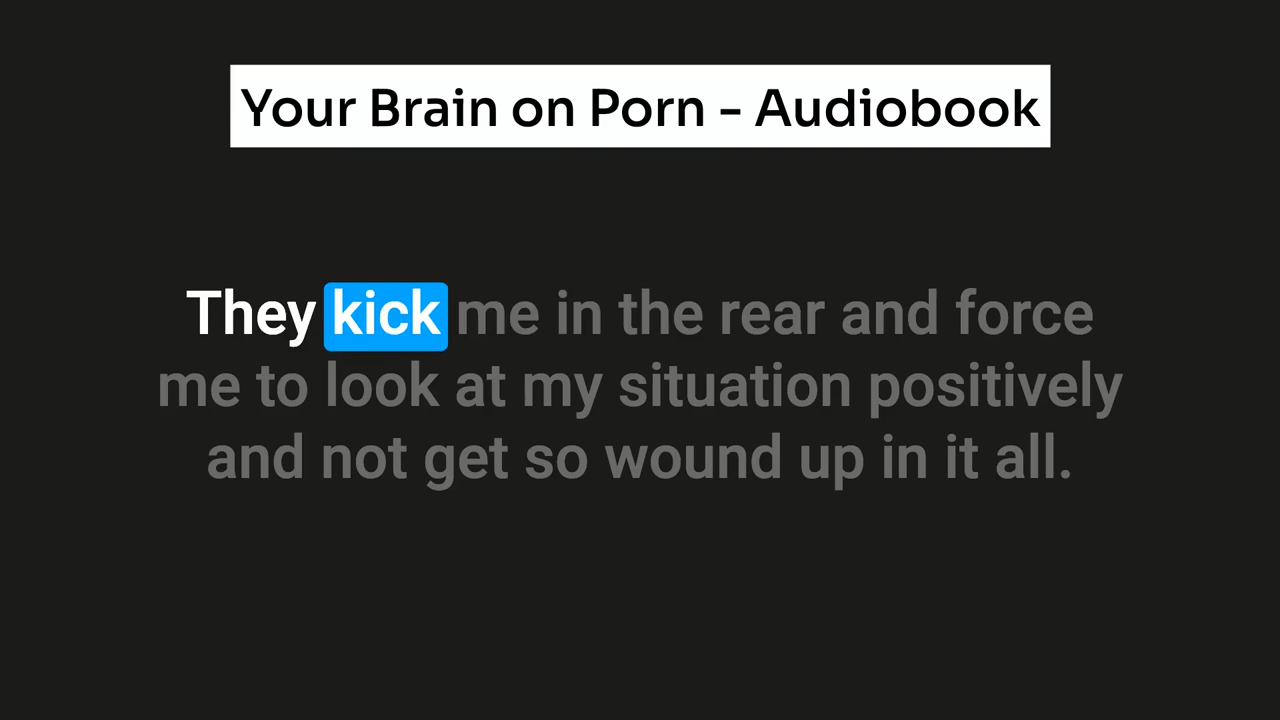 Your Brain on Porn - Audiobook
They kick me in the rear and force
me to look at my situation positively
and not get so wound up in it all.